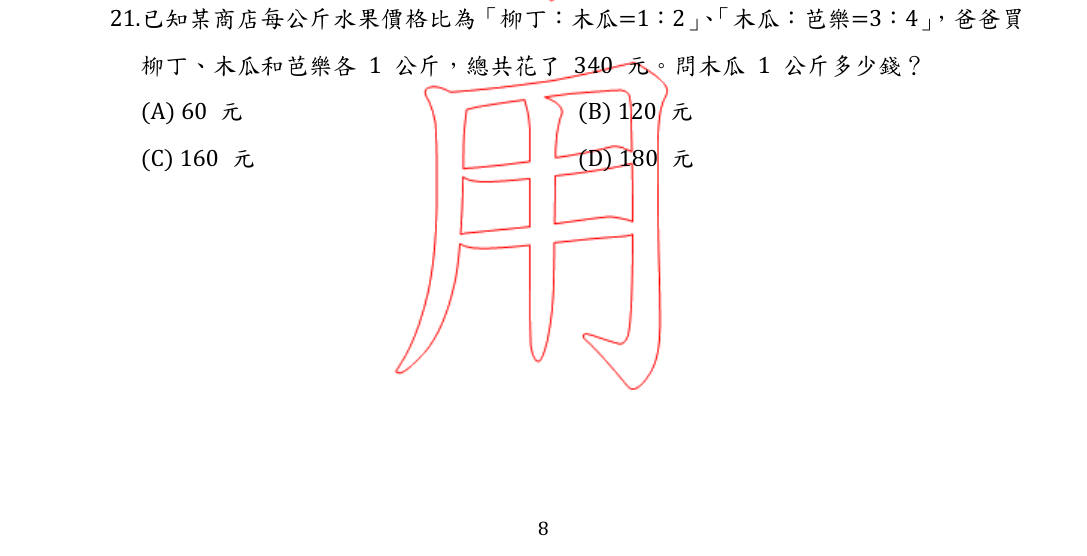 21.已知某商店每公斤水果價格比為「柳丁：木瓜=1：2」、「木瓜：芭樂=3：4」，爸爸買
柳丁、木瓜和芭樂各 1 公斤，總共花了 340 元。問木瓜 1 公斤多少錢？
(A) 60 元 (B) 120 元
(C) 160 元 (D) 180 元
用
8